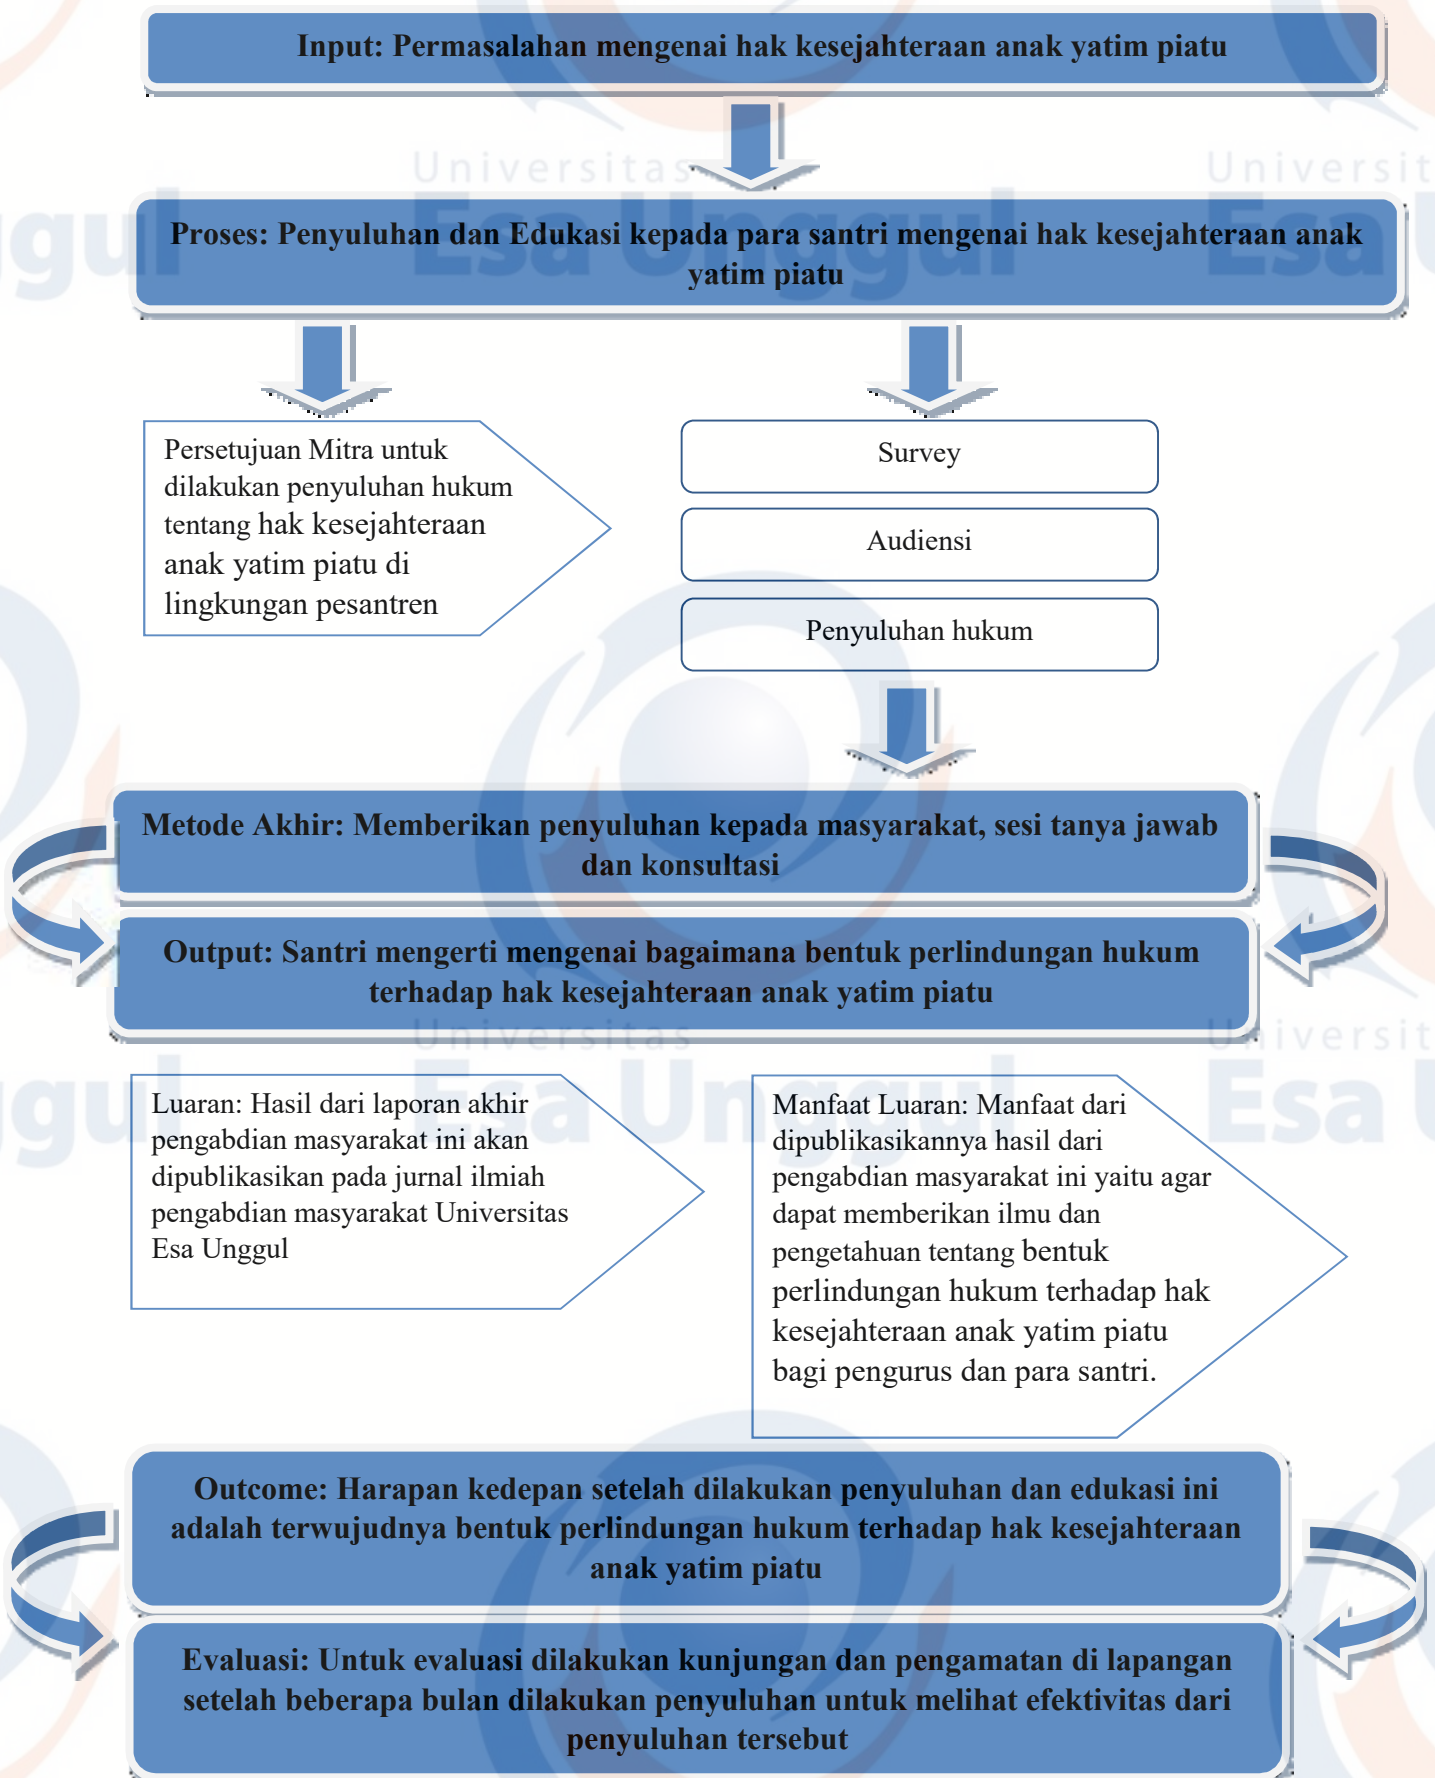 Input: Permasalahan mengenai hak kesejahteraan anak yatim piatu
Universitas
Esa Unggul
Proses: Penyuluhan dan Edukasi kepada para santri mengenai hak kesejahteraan anak
yatim piatu
Persetujuan Mitra untuk
dilakukan penyuluhan hukum
tentang hak kesejahteraan
anak yatim piatu di
lingkungan pesantren
Survey
Audiensi
Penyuluhan hukum
Metode Akhir: Memberikan penyuluhan kepada masyarakat, sesi tanya jawab
dan konsultasi
Output: Santri mengerti mengenai bagaimana bentuk perlindungan hukum
terhadap hak kesejahteraan anak yatim piatu
Universitas
Esa Unggul
Luaran: Hasil dari laporan akhir
pengabdian masyarakat ini akan
dipublikasikan pada jurnal ilmiah
pengabdian masyarakat Universitas
Esa Unggul
Manfaat Luaran: Manfaat dari
dipublikasikannya hasil dari
pengabdian masyarakat ini yaitu agar
dapat memberikan ilmu dan
pengetahuan tentang bentuk
perlindungan hukum terhadap hak
kesejahteraan anak yatim piatu
bagi pengurus dan para santri.
Outcome: Harapan kedepan setelah dilakukan penyuluhan dan edukasi ini
adalah terwujudnya bentuk perlindungan hukum terhadap hak kesejahteraan
anak yatim piatu
Evaluasi: Untuk evaluasi dilakukan kunjungan dan pengamatan di lapangan
setelah beberapa bulan dilakukan penyuluhan untuk melihat efektivitas dari
penyuluhan tersebut